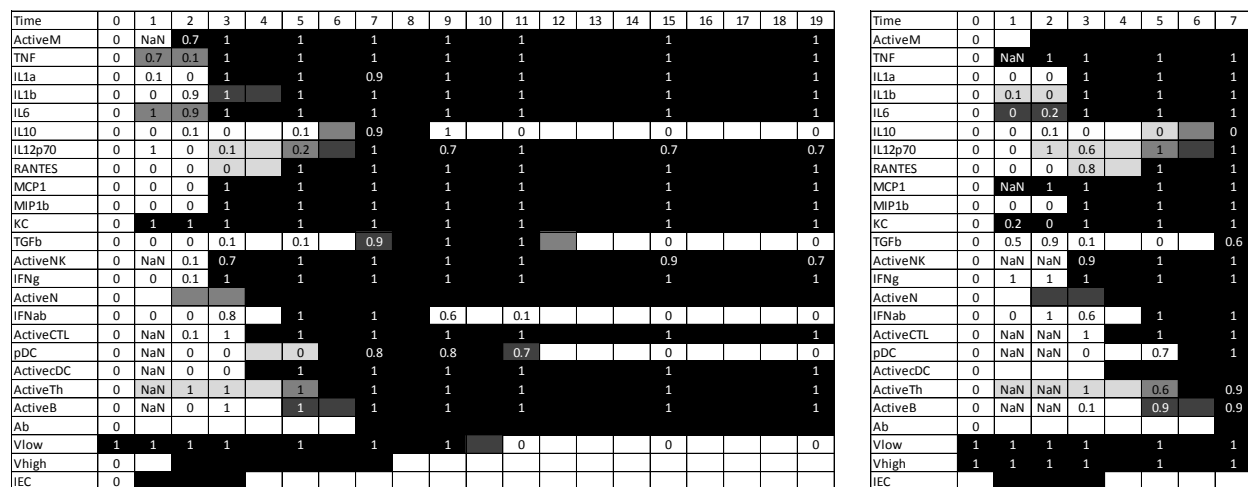 Time 0 1 2 3 4 5 6 7 8 9 10 11 12 13 14 15 16 17 18 19
ActiveM 0 NaN 0.7 1 1 1 1 1 1 1
TNF 0 0.7 0.1 1 1 1 1 1 1 1
IL1a 0 0.1 0 1 1 0.9 1 1 1 1
IL1b 0 0 0.9 1 1 1 1 1 1 1
IL6 0 1 0.9 1 1 1 1 1 1 1
IL10 0 0 0.1 0 0.1 0.9 1 0 0 0
IL12p70 0 1 0 0.1 0.2 1 0.7 1 0.7 0.7
RANTES 0 0 0 0 1 1 1 1 1 1
MCP1 0 0 0 1 1 1 1 1 1 1
MIP1b 0 0 0 1 1 1 1 1 1 1
KC 0 1 1 1 1 1 1 1 1 1
TGFb 0 0 0 0.1 0.1 0.9 1 1 0 0
ActiveNK 0 NaN 0.1 0.7 1 1 1 1 0.9 0.7
IFNg 0 0 0.1 1 1 1 1 1 1 1
ActiveN 0
IFNab 0 0 0 0.8 1 1 0.6 0.1 0 0
ActiveCTL 0 NaN 0.1 1 1 1 1 1 1 1
pDC 0 NaN 0 0 0 0.8 0.8 0.7 0 0
ActivecDC 0 NaN 0 0 1 1 1 1 1 1
ActiveTh 0 NaN 1 1 1 1 1 1 1 1
ActiveB 0 NaN 0 1 1 1 1 1 1 1
Ab 0
Vlow 1 1 1 1 1 1 1 0 0 0
Vhigh 0
IEC 0
Time 0 1 2 3 4 5 6 7
ActiveM 0
TNF 0 NaN 1 1 1 1
IL1a 0 0 0 1 1 1
IL1b 0 0.1 0 1 1 1
IL6 0 0 0.2 1 1 1
IL10 0 0 0.1 0 0 0
IL12p70 0 1 0.6 1 1
RANTES 0 0 0 0.8 1 1
MCP1 0 NaN 1 1 1 1
MIP1b 0 0 0 1 1 1
KC 0 0.2 0 1 1 1
TGFb 0 0.5 0.9 0.1 0 0.6
ActiveNK 0 NaN NaN 0.9 1 1
IFNg 0 1 1 1 1 1
ActiveN 0
IFNab 0 0 1 0.6 1 1
ActiveCTL 0 NaN NaN 1 1 1
pDC 0 NaN NaN 0 0.7 1
ActivecDC 0
ActiveTh 0 NaN NaN 1 0.6 0.9
ActiveB 0 NaN NaN 0.1 0.9 0.9
Ab 0
Vlow 1 1 1 1 1 1
Vhigh 1 1 1 1 1 1
IEC